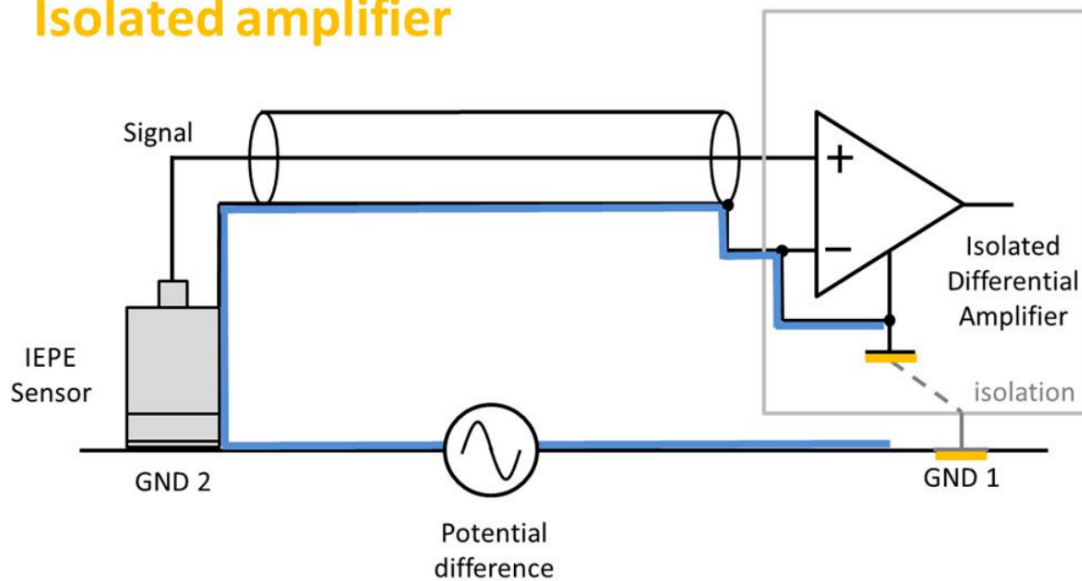 Isolated amplifier
Signal
+
−
Isolated
Differential
Amplifier
IEPE
Sensor
isolation
GND 2
GND 1
Potential
difference